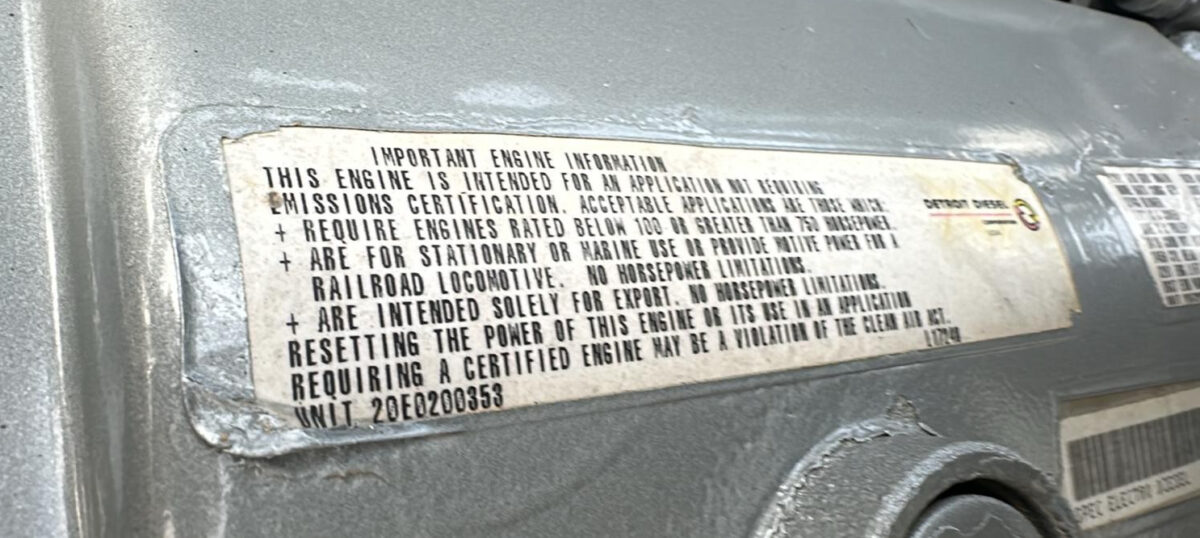 IMPORTANT ENGINE INFORMATION
THIS ENGINE IS INTENDED FOR AN APPLICATION NOT REQUIRING
EMISSIONS CERTIFICATION. ACCEPTABLE APPLICATIONS ARE THOSE WHICH:
+ REQUIRE ENGINES RATED BELOW 100 OR GREATER THAN 750 HORSEPOWER.
+ ARE FOR STATIONARY OR MARINE USE OR PROVIDE MOTIVE POWER FOR A
RAILROAD LOCOMOTIVE. NO HORSEPOWER LIMITATIONS.
+ ARE INTENDED SOLELY FOR EXPORT. NO HORSEPOWER LIMITATIONS.
RESETTING THE POWER OF THIS ENGINE OR ITS USE IN AN APPLICATION
REQUIRING A CERTIFIED ENGINE MAY BE A VIOLATION OF THE CLEAN AIR ACT.
UNIT 20E0200353
DETROIT DIESEL
ELECTRO